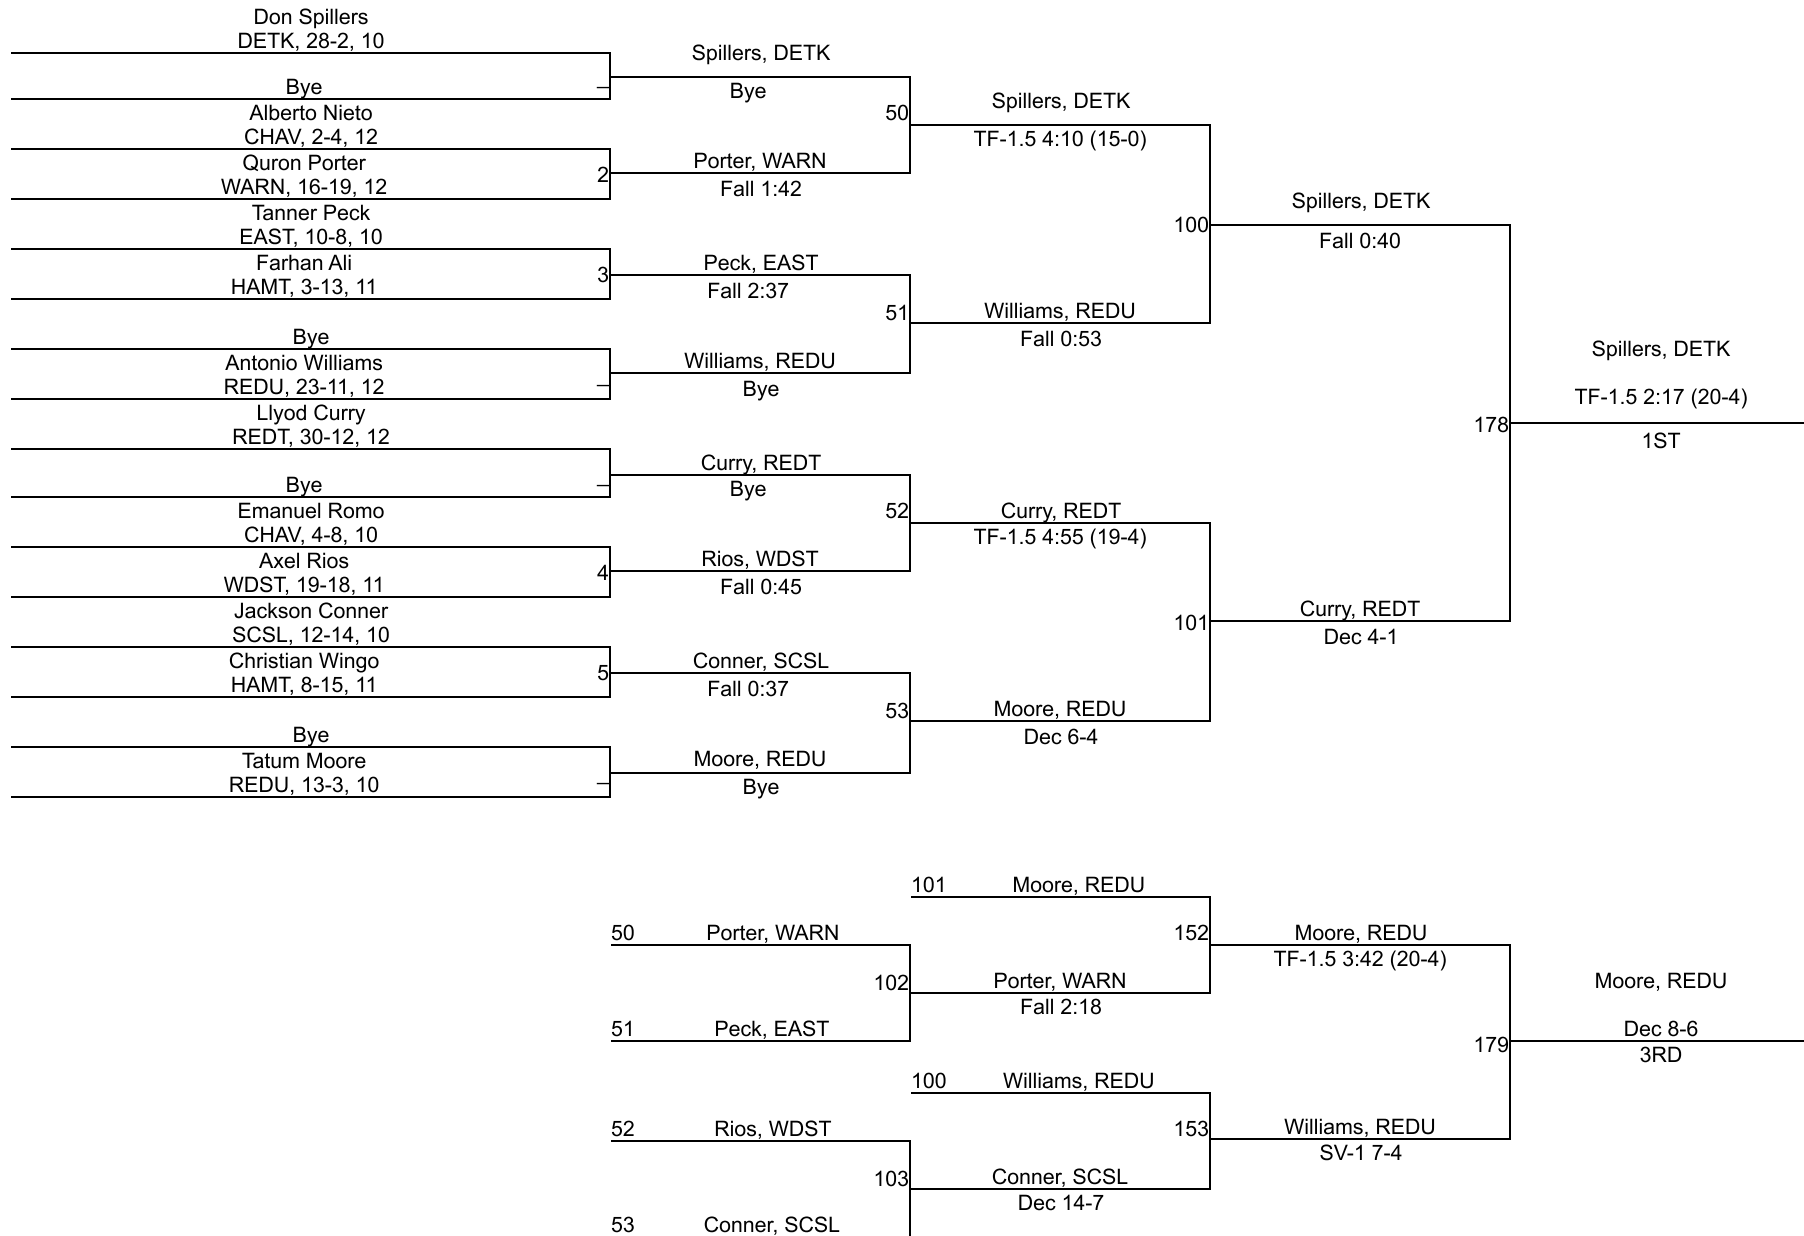 Don Spillers
DETK, 28-2, 10
Bye
–
Alberto Nieto
CHAV, 2-4, 12
Quron Porter
WARN, 16-19, 12
2
Tanner Peck
EAST, 10-8, 10
Farhan Ali
HAMT, 3-13, 11
3
Bye
Antonio Williams
REDU, 23-11, 12
–
Llyod Curry
REDT, 30-12, 12
Bye
–
Emanuel Romo
CHAV, 4-8, 10
Axel Rios
WDST, 19-18, 11
4
Jackson Conner
SCSL, 12-14, 10
Christian Wingo
HAMT, 8-15, 11
5
Bye
Tatum Moore
REDU, 13-3, 10
–
Spillers, DETK
Bye
50
Porter, WARN
Fall 1:42
Peck, EAST
Fall 2:37
51
Williams, REDU
Bye
Curry, REDT
Bye
52
Rios, WDST
Fall 0:45
Conner, SCSL
Fall 0:37
53
Moore, REDU
Bye
Spillers, DETK
TF-1.5 4:10 (15-0)
100
Williams, REDU
Fall 0:53
Curry, REDT
TF-1.5 4:55 (19-4)
101
Moore, REDU
Dec 6-4
Spillers, DETK
Fall 0:40
178
Curry, REDT
Dec 4-1
Spillers, DETK
TF-1.5 2:17 (20-4)
1ST
101 Moore, REDU
50 Porter, WARN
102
51 Peck, EAST
Porter, WARN
Fall 2:18
152
100 Williams, REDU
52 Rios, WDST
103
53 Conner, SCSL
Conner, SCSL
Dec 14-7
153
Moore, REDU
TF-1.5 3:42 (20-4)
179
Williams, REDU
SV-1 7-4
Moore, REDU
Dec 8-6
3RD